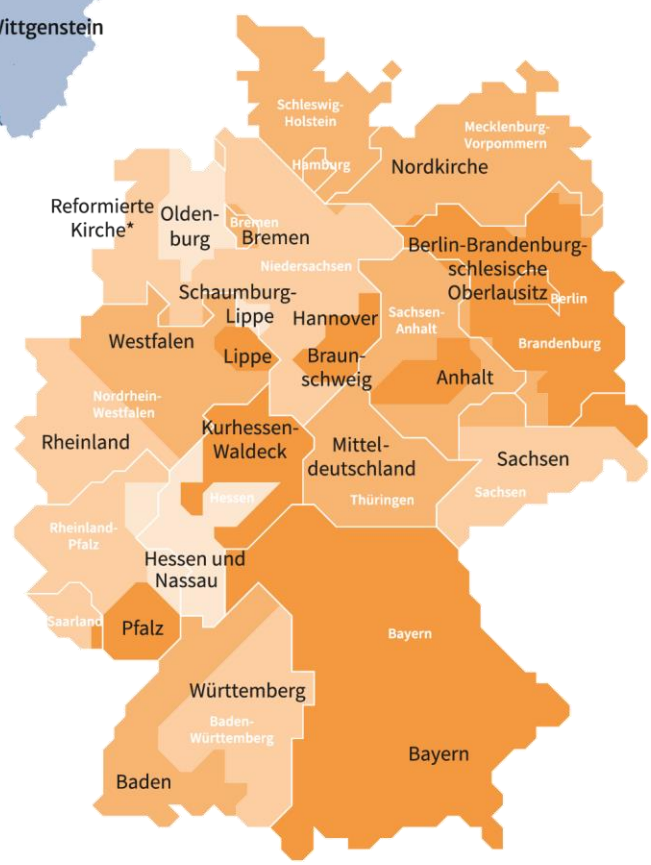 Schleswig-
Holstein
Mecklenburg-
Vorpommern
Hamburg
Nordkirche
Reformierte
Kirche*
Olden-
burg
Bremen
Bremen
Berlin-Brandenburg-
schlesische
Oberlausitz
Berlin
Niedersachsen
Schaumburg-
Lippe
Hannover
Sachsen-
Anhalt
Westfalen
Lippe
Braun-
schweig
Brandenburg
Anhalt
Nordrhein-
Westfalen
Rheinland
Kurhessen-
Waldeck
Mittel-
deutschland
Sachsen
Sachsen
Hessen
Thüringen
Rheinland-
Pfalz
Hessen und
Nassau
Saarland
Pfalz
Bayern
Württemberg
Baden-
Württemberg
Bayern
Baden